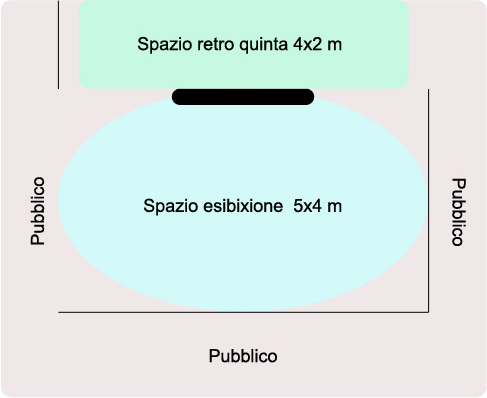 Spazio retro quinta 4x2 m
Pubblico
Spazio esibixione  5x4 m
Pubblico
Pubblico